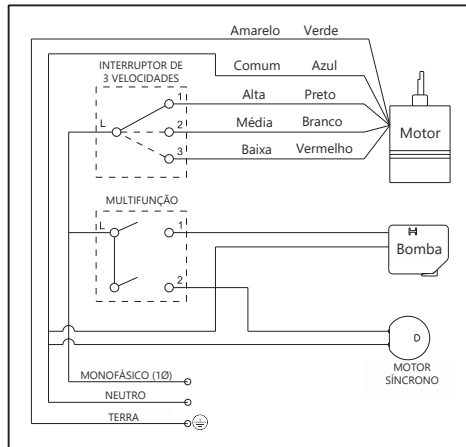 Amarelo Verde
INTERRUPTOR DE
3 VELOCIDADES
Comum Azul
1
Alta Preto
L
2
Média Branco
Motor
3
Baixa Vermelho
MULTIFUNÇÃO
L
1
Bomba
2
D
MOTOR
SÍNCRONO
MONOFÁSICO (1Ø)
NEUTRO
TERRA